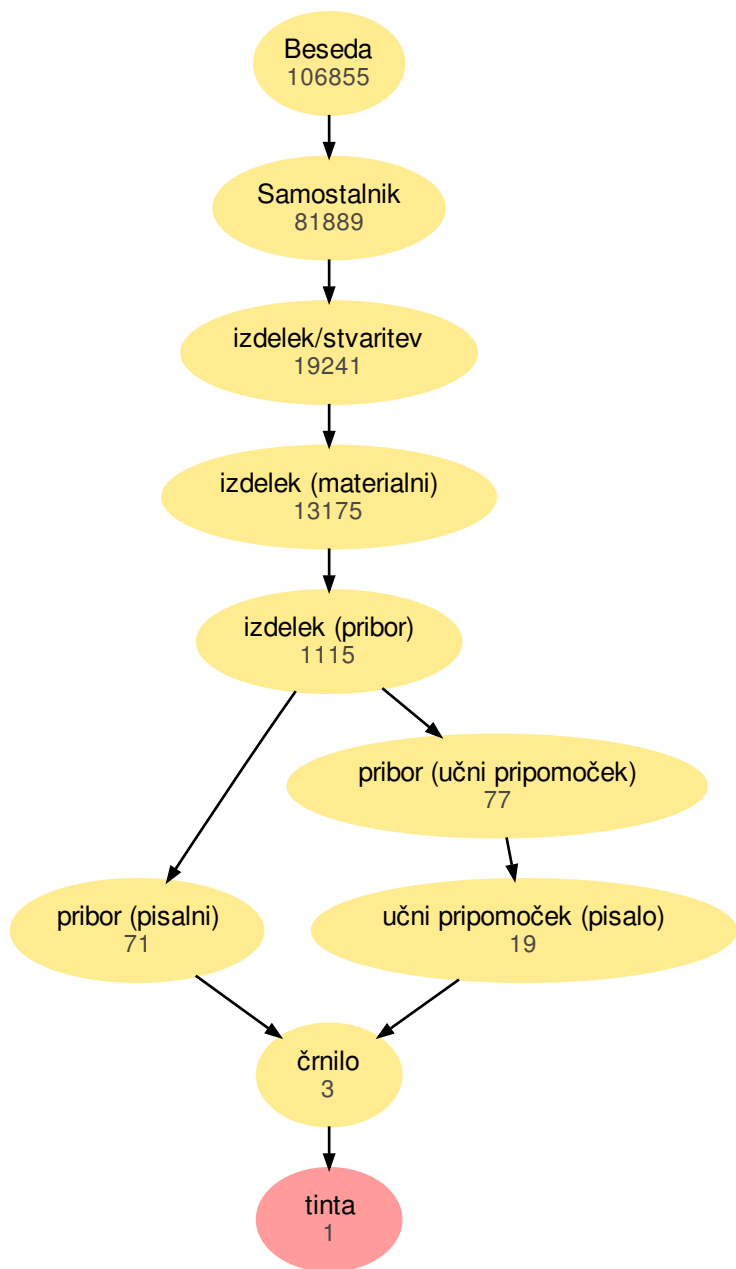 Beseda
106855
Samostalnik
81889
izdelek/stvaritev
19241
izdelek (materialni)
13175
izdelek (pribor)
1115
pribor (učni pripomoček)
77
pribor (pisalni)
71
učni pripomoček (pisalo)
19
črnilo
3
tinta
1